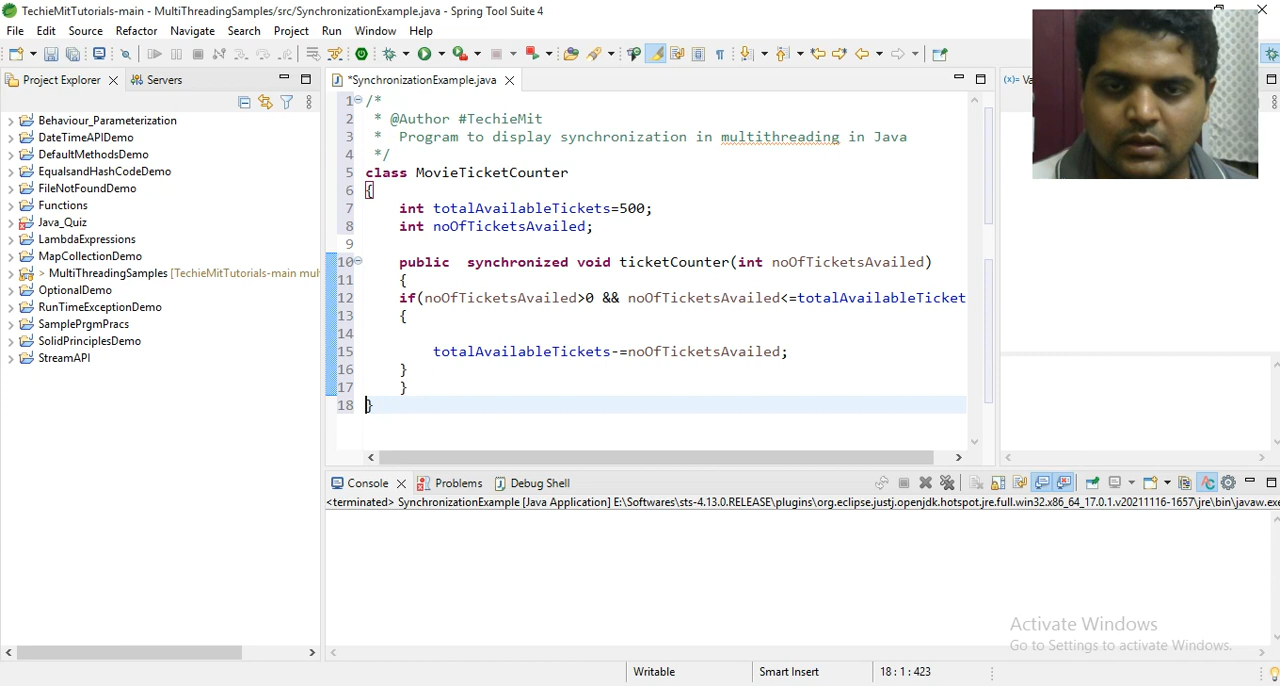 TechieMitTutorials-main - MultiThreadingSamples/src/SynchronizationExample.java - Spring Tool Suite 4
File Edit Source Refactor Navigate Search Project Run Window Help
Project Explorer Servers
*SynchronizationExample.java
(x)= Va
Behaviour_Parameterization
DateTimeAPIDemo
DefaultMethodsDemo
EqualsandHashCodeDemo
FileNotFoundDemo
Functions
Java_Quiz
LambdaExpressions
MapCollectionDemo
> MultiThreadingSamples [TechieMitTutorials-main mul
OptionalDemo
RunTimeExceptionDemo
SamplePrgmPracs
SolidPrinciplesDemo
StreamAPI
1 /*
2 * @Author #TechieMit
3 * Program to display synchronization in multithreading in Java
4 */
5 class MovieTicketCounter
6 {
7 int totalAvailableTickets=500;
8 int noOfTicketsAvailed;
9
10 public synchronized void ticketCounter(int noOfTicketsAvailed)
11 {
12 if(noOfTicketsAvailed>0 && noOfTicketsAvailed<=totalAvailableTicket
13 {
14
15 totalAvailableTickets-=noOfTicketsAvailed;
16 }
17 }
18 }
Console Problems Debug Shell
<terminated> SynchronizationExample [Java Application] E:\Softwares\sts-4.13.0.RELEASE\plugins\org.eclipse.justj.openjdk.hotspot.jre.full.win32.x86_64_17.0.1.v20211116-1657\jre\bin\javaw.exe
Activate Windows
Go to Settings to activate Windows.
Writable Smart Insert 18 : 1 : 423